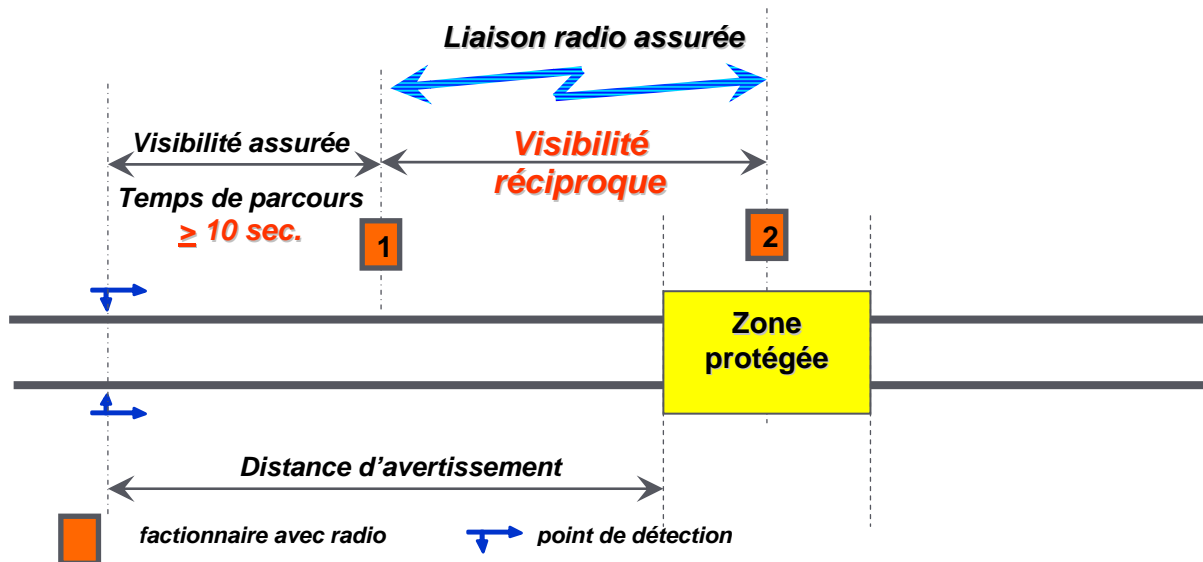 Liaison radio assurée
Visibilité assurée
Visibilité
réciproque
Temps de parcours
≥ 10 sec.
1
2
Zone
protégée
Distance d’avertissement
factionnaire avec radio
point de détection